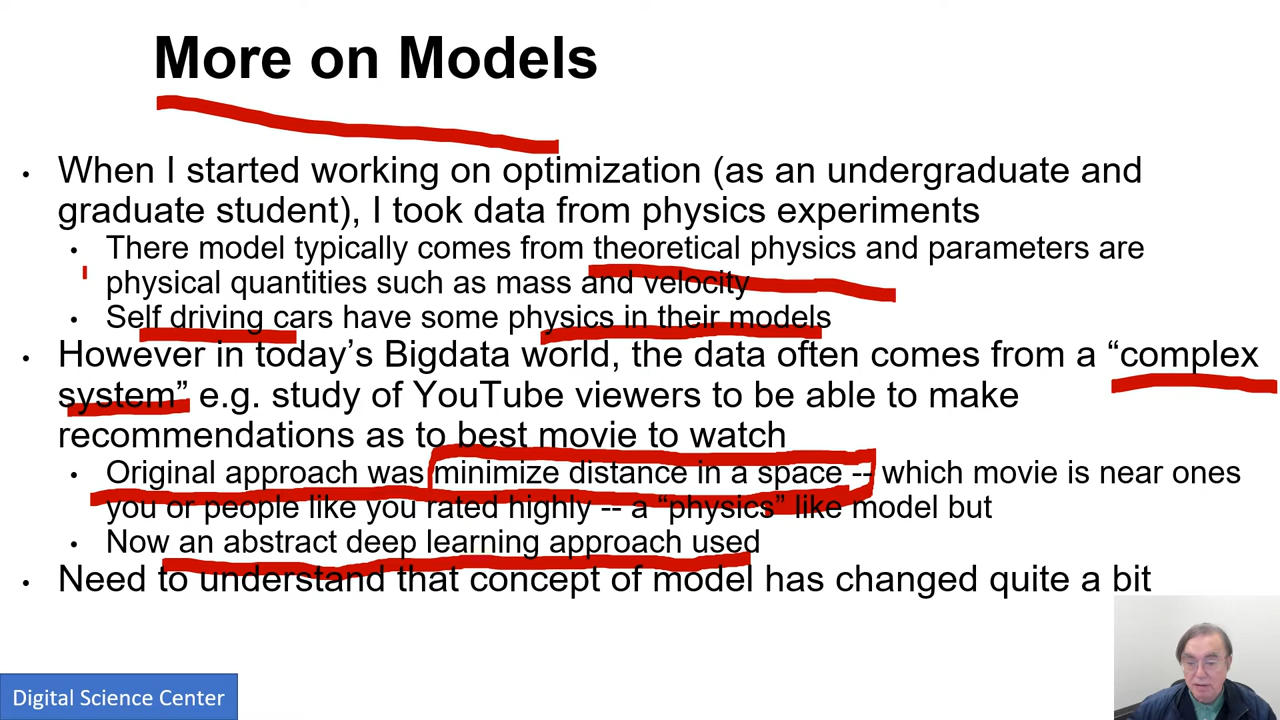 More on Models
• When I started working on optimization (as an undergraduate and
graduate student), I took data from physics experiments
• There model typically comes from theoretical physics and parameters are
physical quantities such as mass and velocity
• Self driving cars have some physics in their models
• However in today’s Bigdata world, the data often comes from a “complex
system” e.g. study of YouTube viewers to be able to make
recommendations as to best movie to watch
• Original approach was minimize distance in a space -- which movie is near ones
you or people like you rated highly -- a “physics” like model but
• Now an abstract deep learning approach used
• Need to understand that concept of model has changed quite a bit
Digital Science Center